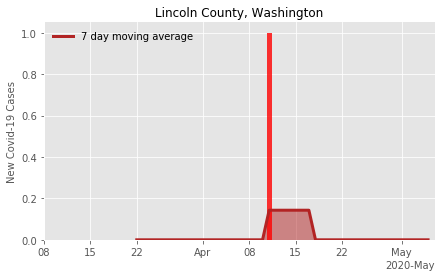 Lincoln County, Washington
7 day moving average
New Covid-19 Cases
1.0
0.8
0.6
0.4
0.2
0.0
08 15 22 Apr 08 15 22 May
2020-May